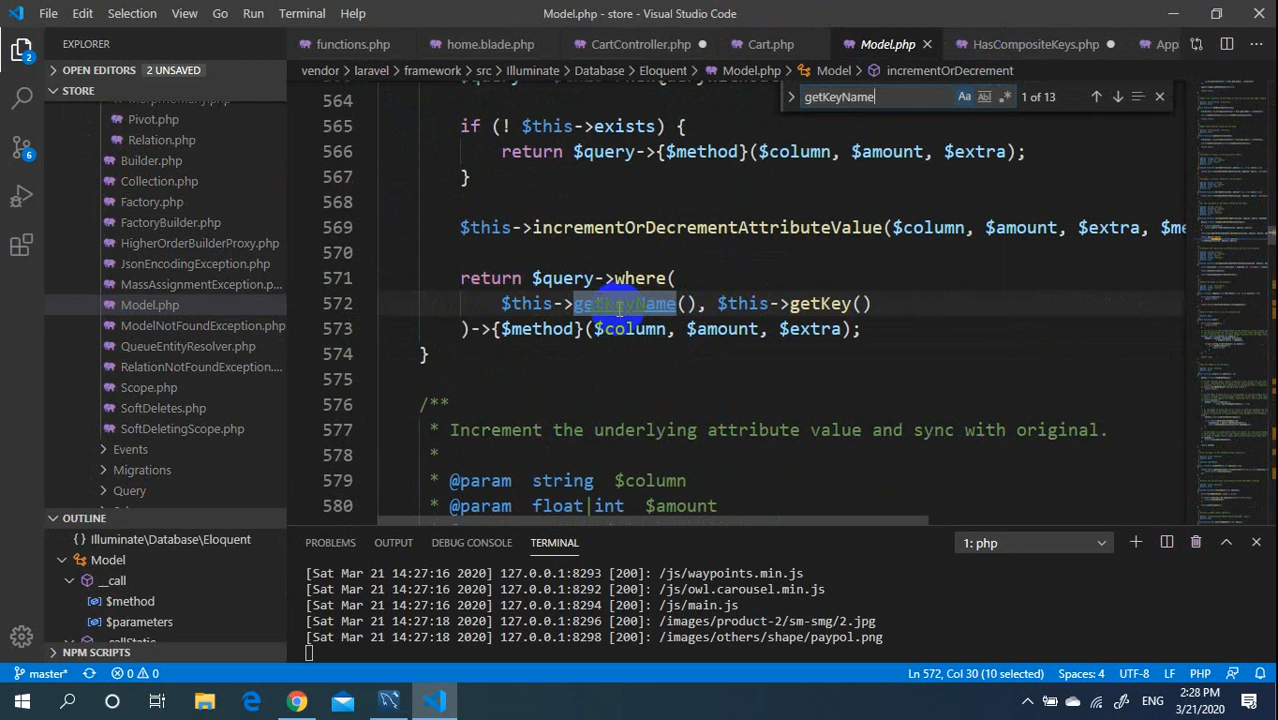 File Edit Selection View Go Run Terminal Help Model.php - store - Visual Studio Code
EXPLORER
functions.php home.blade.php CartController.php Cart.php Model.php HasCompositeKeys.php App
OPEN EDITORS 2 UNSAVED
vendor laravel framework src Illuminate Database Eloquent Model.php Model incrementOrDecrement
STORE
getKeyName Aa Abl .* 1 of 13
Pivot.php
Relation.php
Builder.php
Collection.php
Factory.php
FactoryBuilder.php
HigherOrderBuilderProxy.php
JsonEncodingException.php
MassAssignmentException.php
Model.php
ModelNotFoundException.php
QueueEntityResolver.php
RelationNotFoundException....
Scope.php
SoftDeletes.php
SoftDeletingScope.php
Events
Migrations
Query
OUTLINE
Illuminate\Database\Eloquent
Model
__call
$method
$parameters
NPM SCRIPTS
564
565 if (! $this->exists) {
566 return $query->{$method}($column, $amount, $extra);
567 }
568
569 $this->incrementOrDecrementAttributeValue($column, $amount, $extra, $me
570
571 return $query->where(
572 $this->getKeyName(), $this->getKey()
573 )->{$method}($column, $amount, $extra);
574 }
575
576 /**
577 * Increment the underlying attribute value and sync with original.
578 *
579 * @param string $column
580 * @param float|int $amount
PROBLEMS OUTPUT DEBUG CONSOLE TERMINAL 1: php
[Sat Mar 21 14:27:16 2020] 127.0.0.1:8293 [200]: /js/waypoints.min.js
[Sat Mar 21 14:27:16 2020] 127.0.0.1:8292 [200]: /js/owl.carousel.min.js
[Sat Mar 21 14:27:16 2020] 127.0.0.1:8294 [200]: /js/main.js
[Sat Mar 21 14:27:18 2020] 127.0.0.1:8296 [200]: /images/product-2/sm-smg/2.jpg
[Sat Mar 21 14:27:18 2020] 127.0.0.1:8298 [200]: /images/others/shape/paypol.png
master* 0 0 Ln 572, Col 30 (10 selected) Spaces: 4 UTF-8 LF PHP
ENG 2:28 PM
3/21/2020